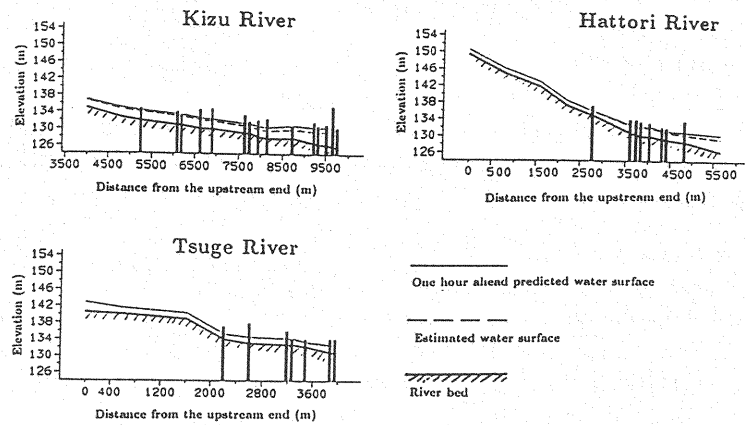 Kizu River
Elevation (m)
154
150
146
142
138
134
130
126
3500 4500 5500 6500 7500 8500 9500
Distance from the upstream end (m)
Hattori River
Elevation (m)
154
150
146
142
138
134
130
126
0 500 1500 2500 3500 4500 5500
Distance from the upstream end (m)
Tsuge River
Elevation (m)
154
150
146
142
138
134
130
126
0 400 1200 2000 2800 3600
Distance from the upstream end (m)
One hour ahead predicted water surface
Estimated water surface
River bed